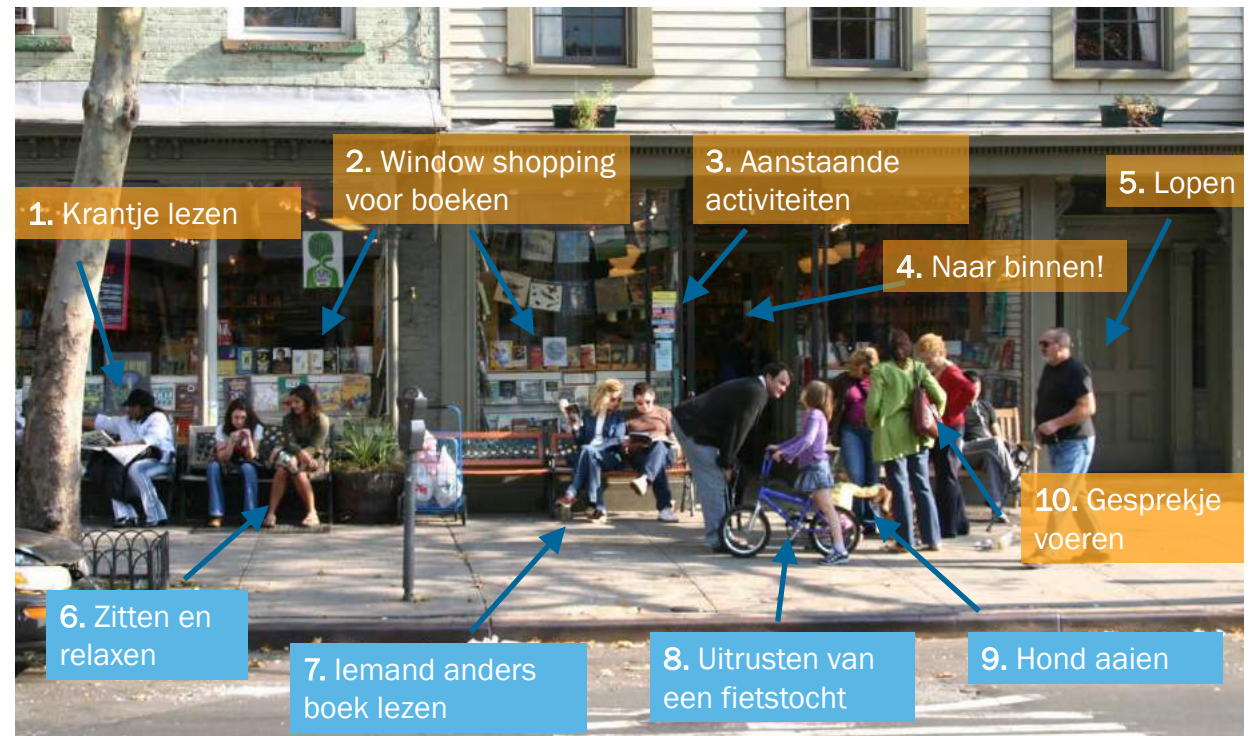 1. Krantje lezen
2. Window shopping
voor boeken
3. Aanstaande
activiteiten
4. Naar binnen!
5. Lopen
6. Zitten en
relaxen
7. Iemand anders
boek lezen
8. Uitrusten van
een fietstocht
9. Hond aaien
10. Gesprekje
voeren